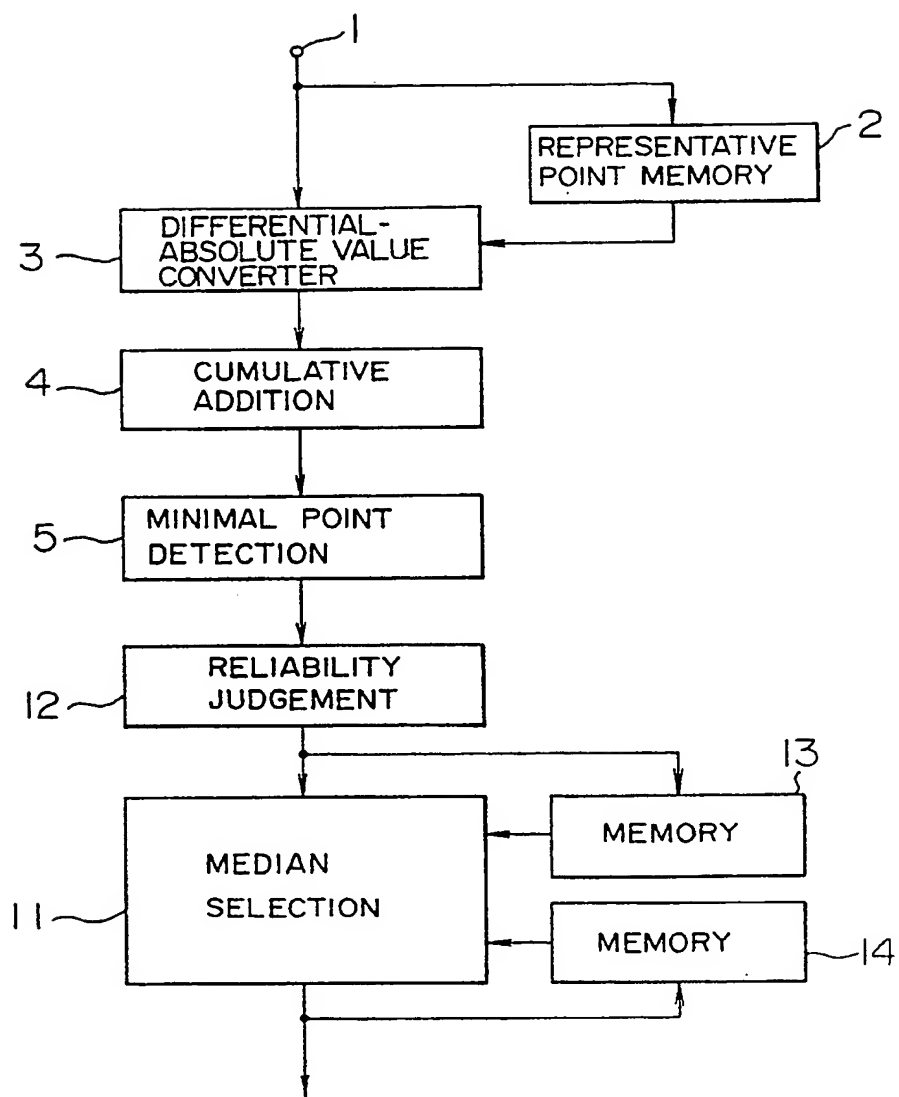 1
REPRESENTATIVE
POINT MEMORY
2
DIFFERENTIAL-
ABSOLUTE VALUE
CONVERTER
3
CUMULATIVE
ADDITION
4
MINIMAL POINT
DETECTION
5
RELIABILITY
JUDGEMENT
12
13
MEMORY
MEDIAN
SELECTION
11
MEMORY
14